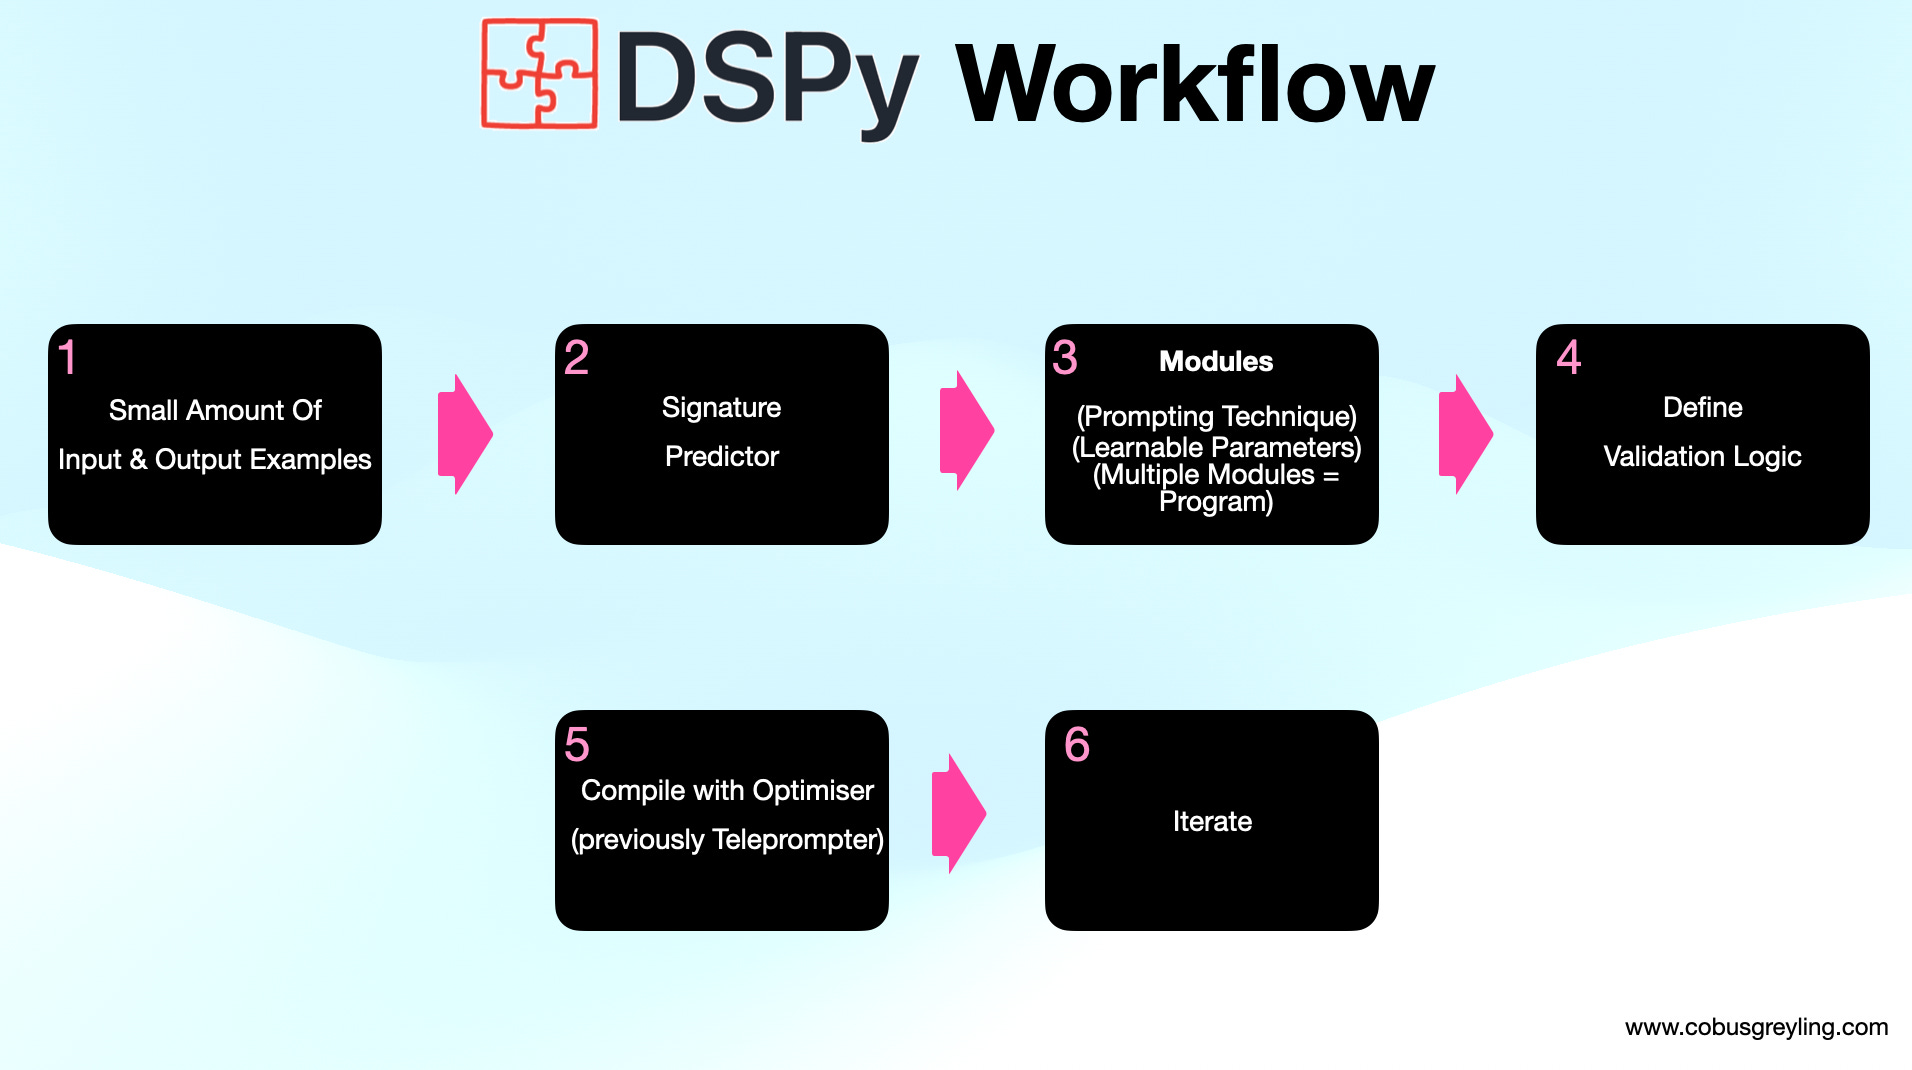 DSPy Workflow
1
Small Amount Of
Input & Output Examples
2
Signature
Predictor
3
Modules
(Prompting Technique)
(Learnable Parameters)
(Multiple Modules =
Program)
4
Define
Validation Logic
5
Compile with Optimiser
(previously Teleprompter)
6
Iterate
www.cobusgreyling.com